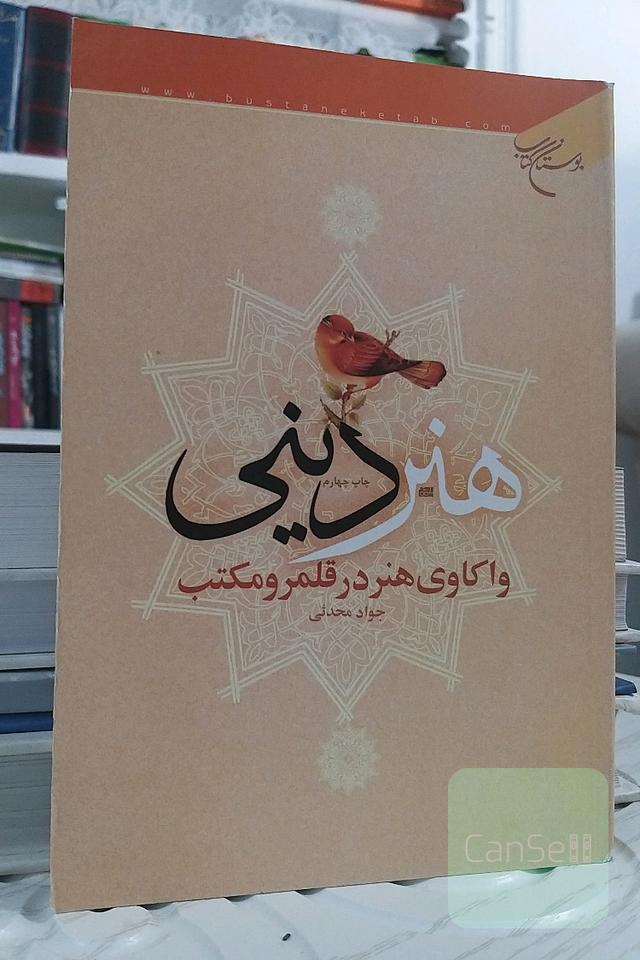 www.bustaneketab.com
بوستان کتاب
هنر دینی
چاپ چهارم
واکاوی هنر در قلمرو مکتب
جواد محدثی
CanSell